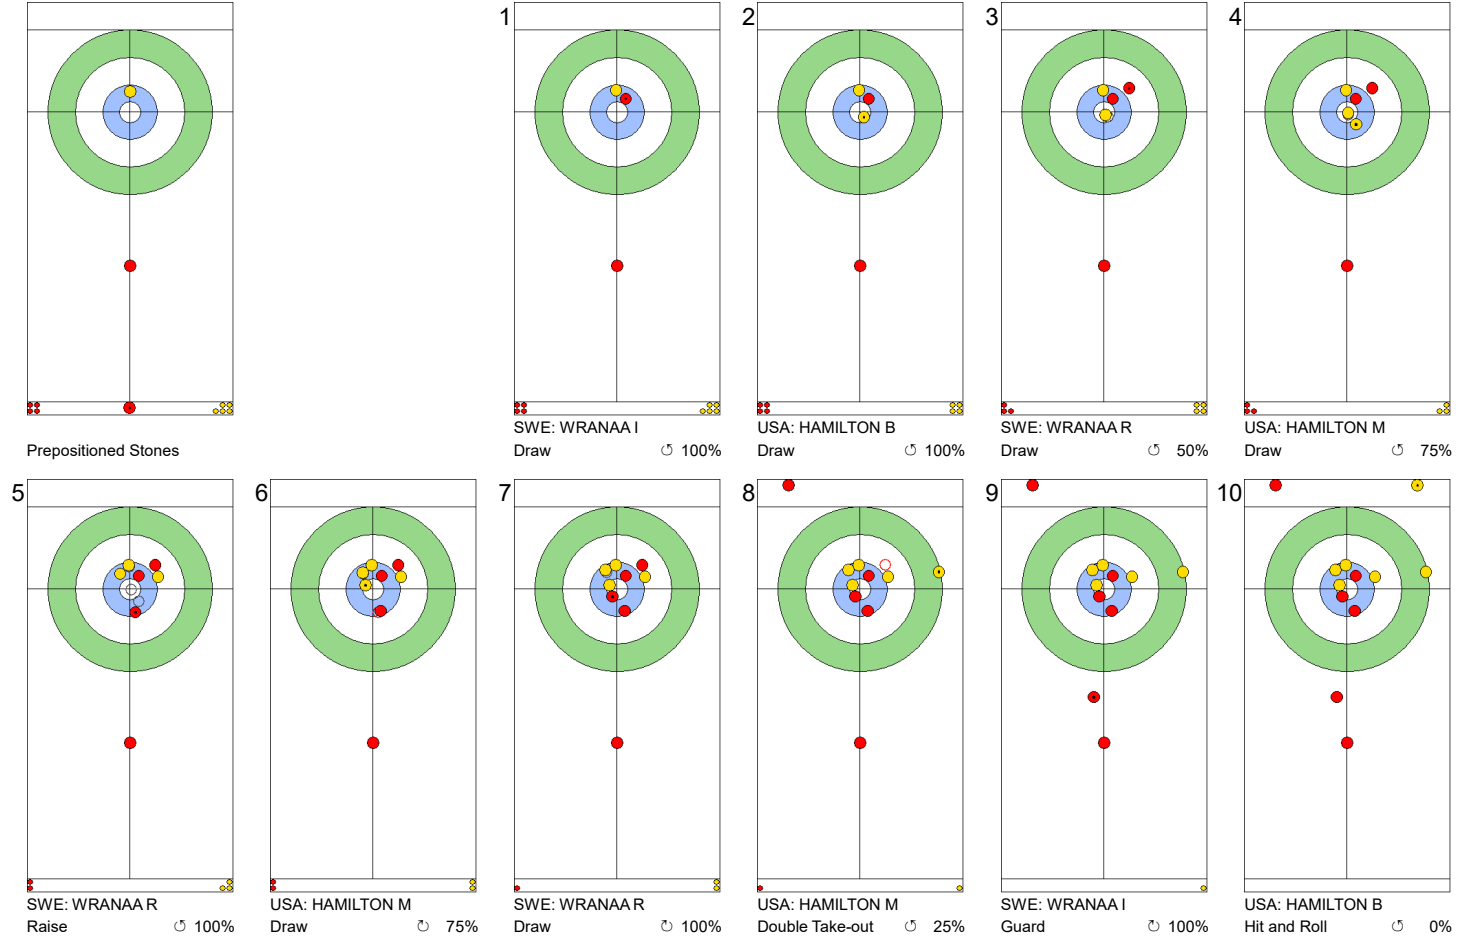 1
2
3
4
Prepositioned Stones
SWE: WRANAA I
Draw 100%
USA: HAMILTON B
Draw 100%
SWE: WRANAA R
Draw 50%
USA: HAMILTON M
Draw 75%
5
6
7
8
9
10
SWE: WRANAA R
Raise 100%
USA: HAMILTON M
Draw 75%
SWE: WRANAA R
Draw 100%
USA: HAMILTON M
Double Take-out 25%
SWE: WRANAA I
Guard 100%
USA: HAMILTON B
Hit and Roll 0%